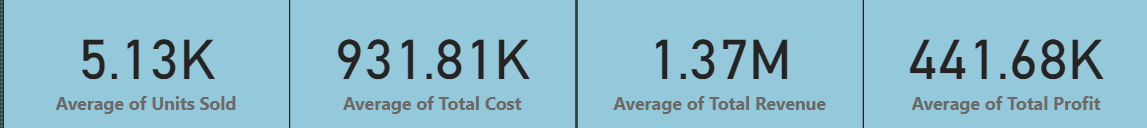 5.13K
Average of Units Sold
931.81K
Average of Total Cost
1.37M
Average of Total Revenue
441.68K
Average of Total Profit